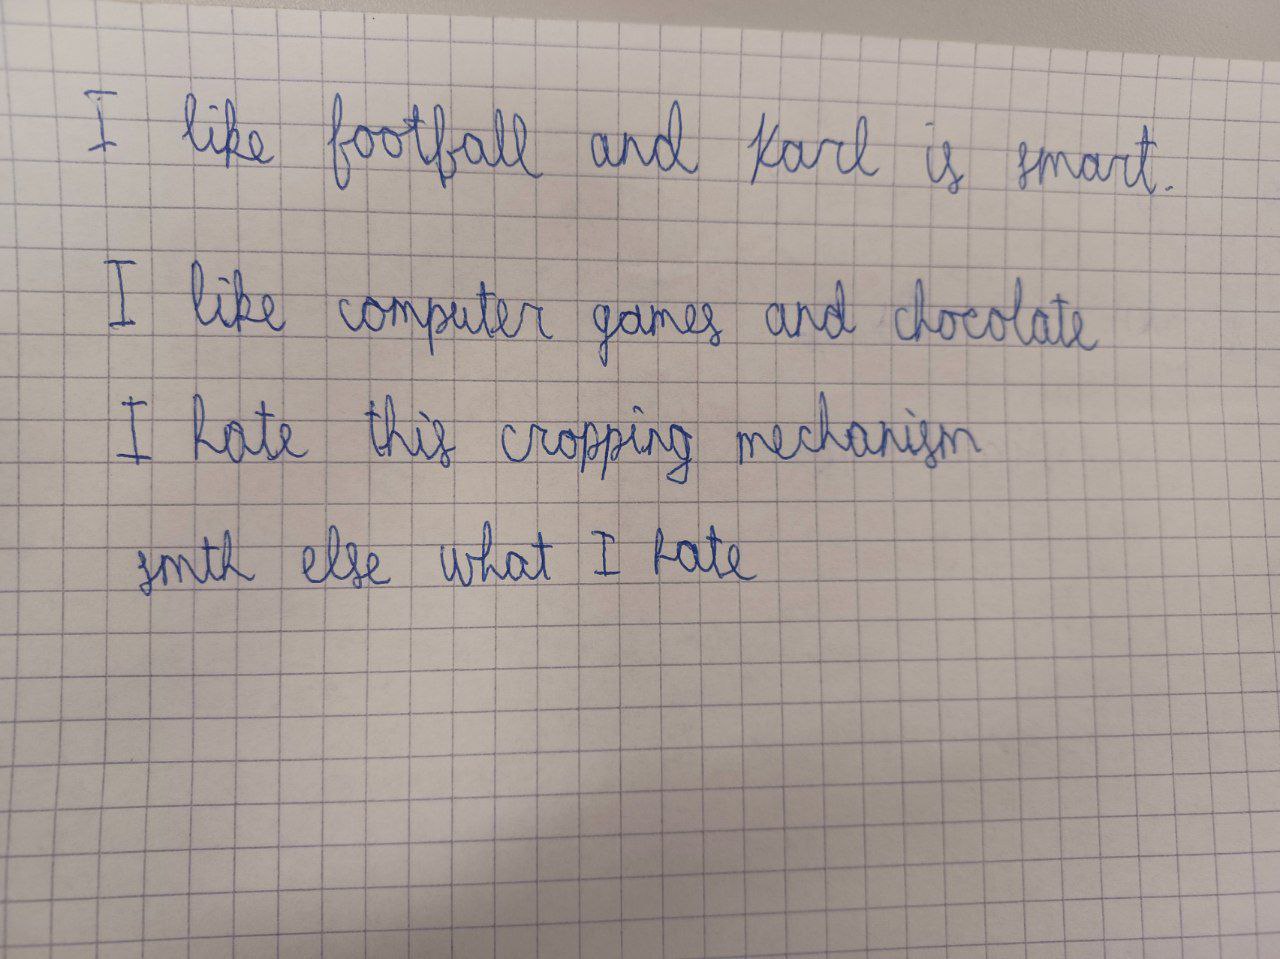 I like football and Karl is smart.
I like computer games and chocolate
I hate this cropping mechanism
smth else what I hate